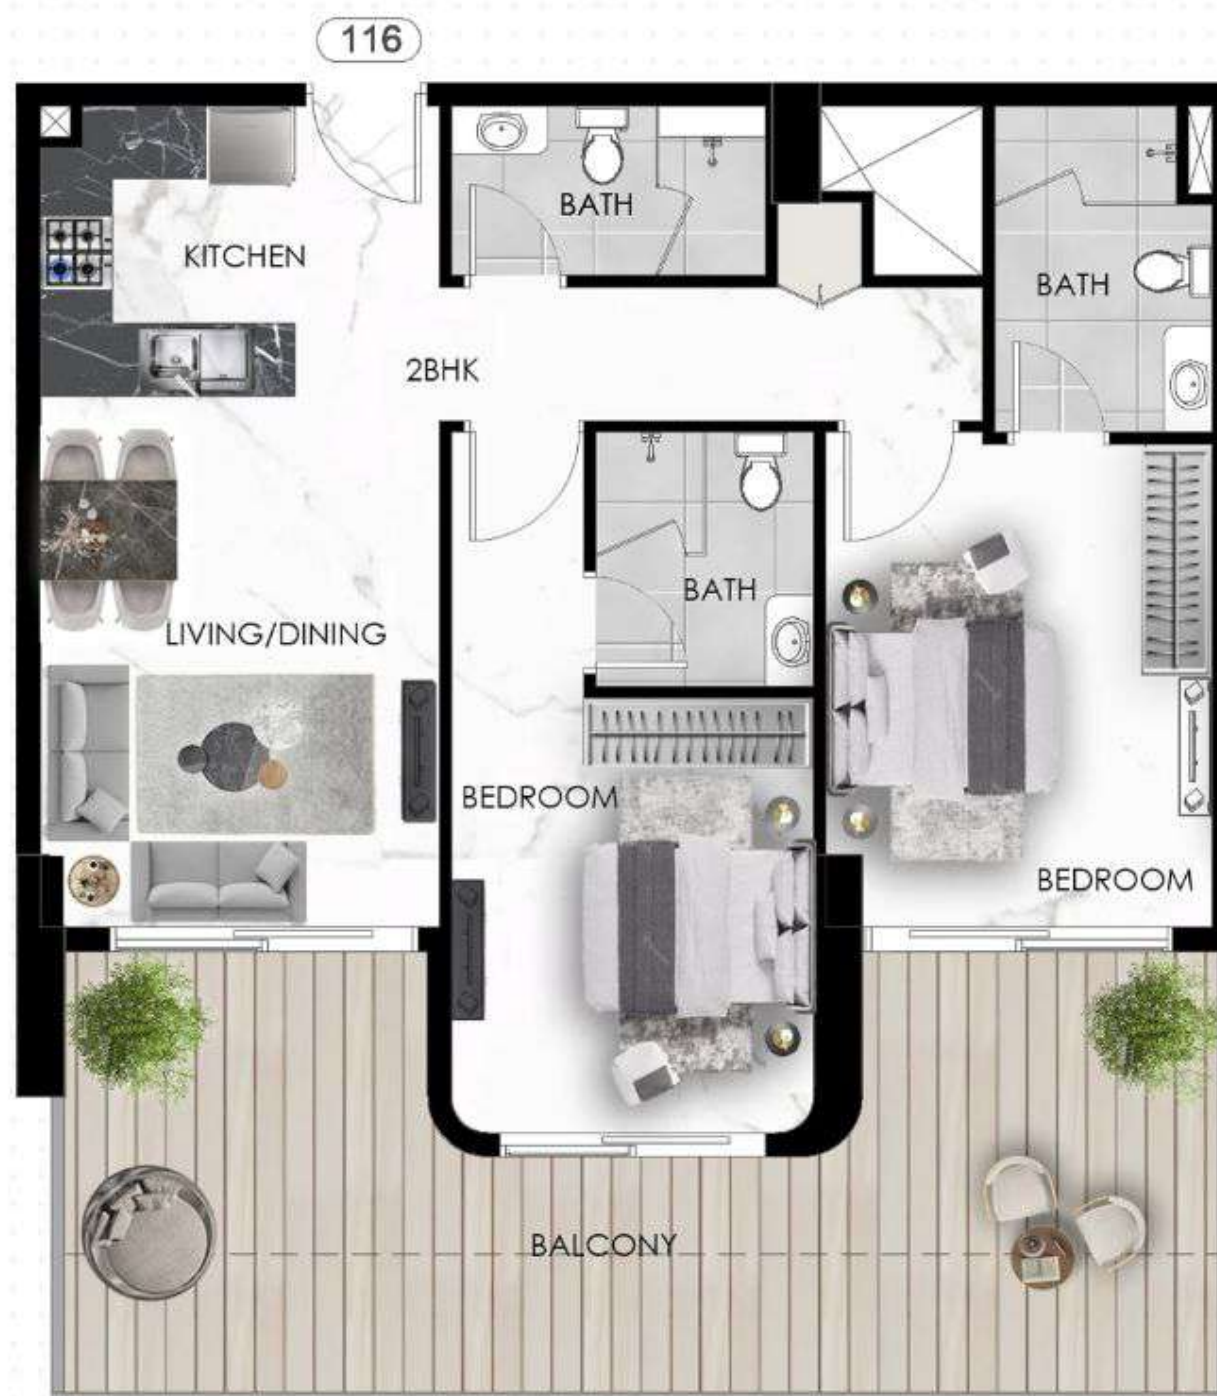 116
BATH
KITCHEN
BATH
2BHK
BATH
LIVING/DINING
BEDROOM
BEDROOM
BALCONY